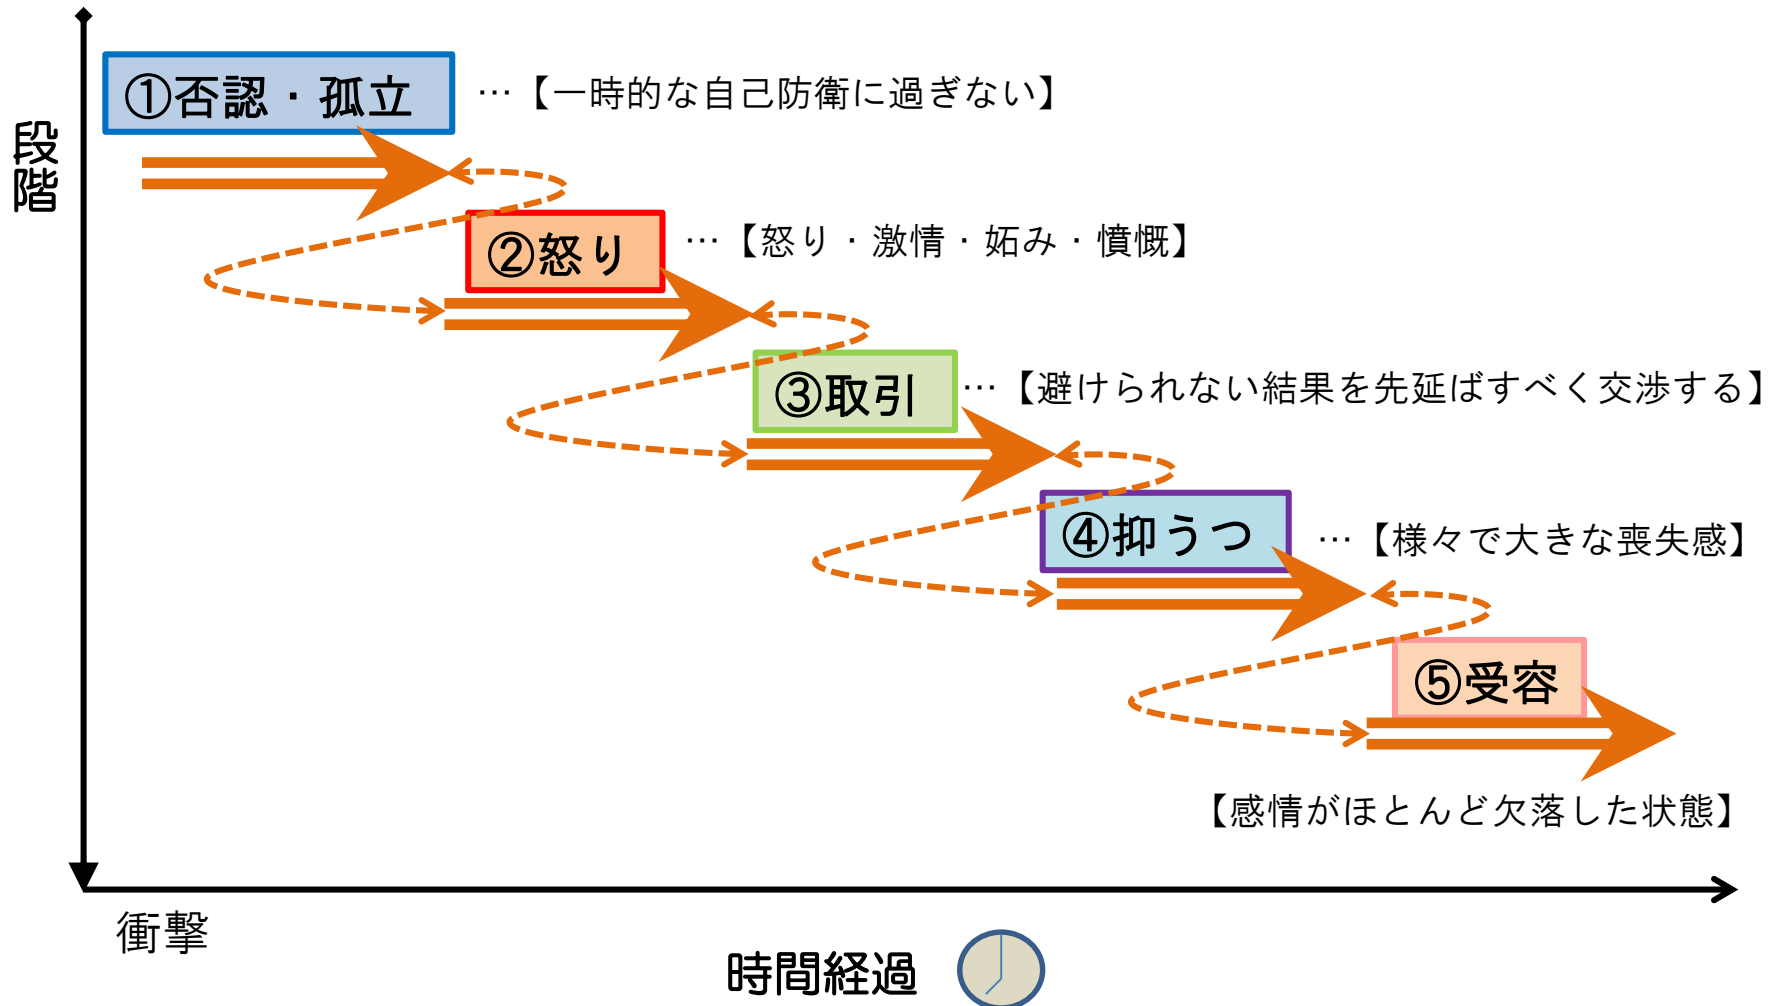 ①否認・孤立 …【一時的な自己防衛に過ぎない】
段階
②怒り …【怒り・激情・妬み・憤慨】
③取引 …【避けられない結果を先延ばすべく交渉する】
④抑うつ …【様々で大きな喪失感】
⑤受容
【感情がほとんど欠落した状態】
衝撃
時間経過